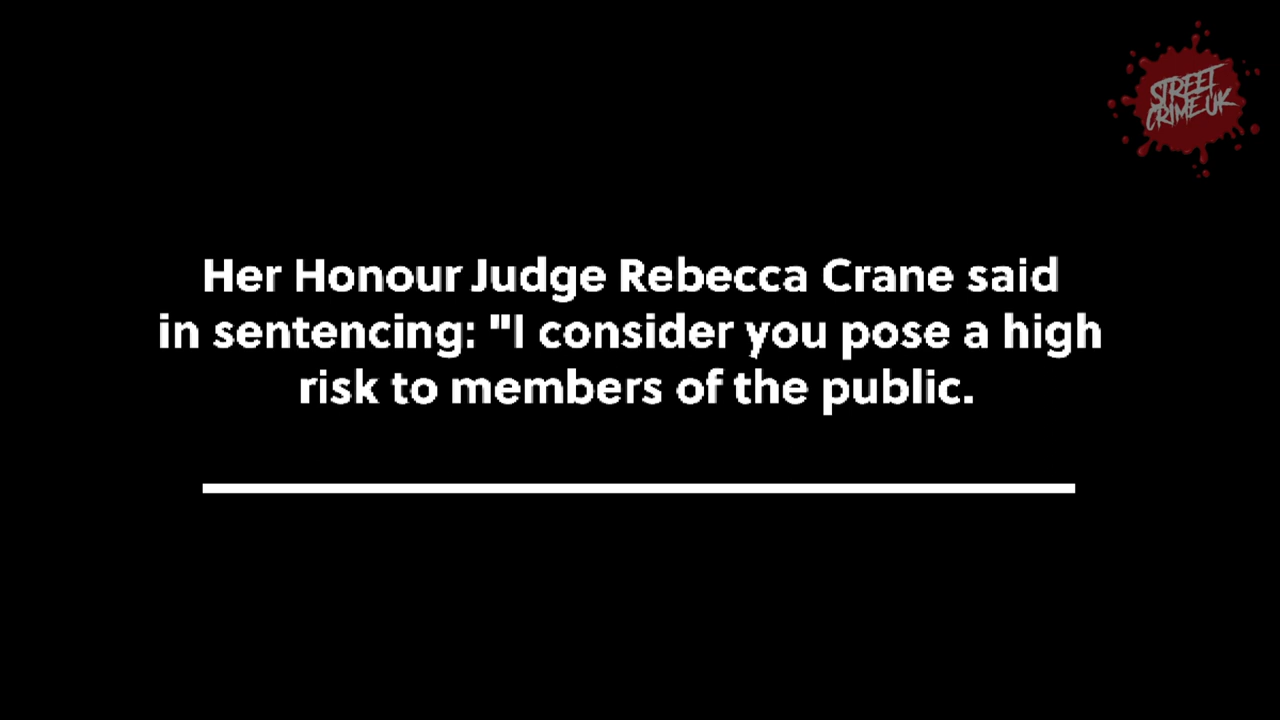 STREET
CRIME UK
Her Honour Judge Rebecca Crane said
in sentencing: "I consider you pose a high
risk to members of the public.